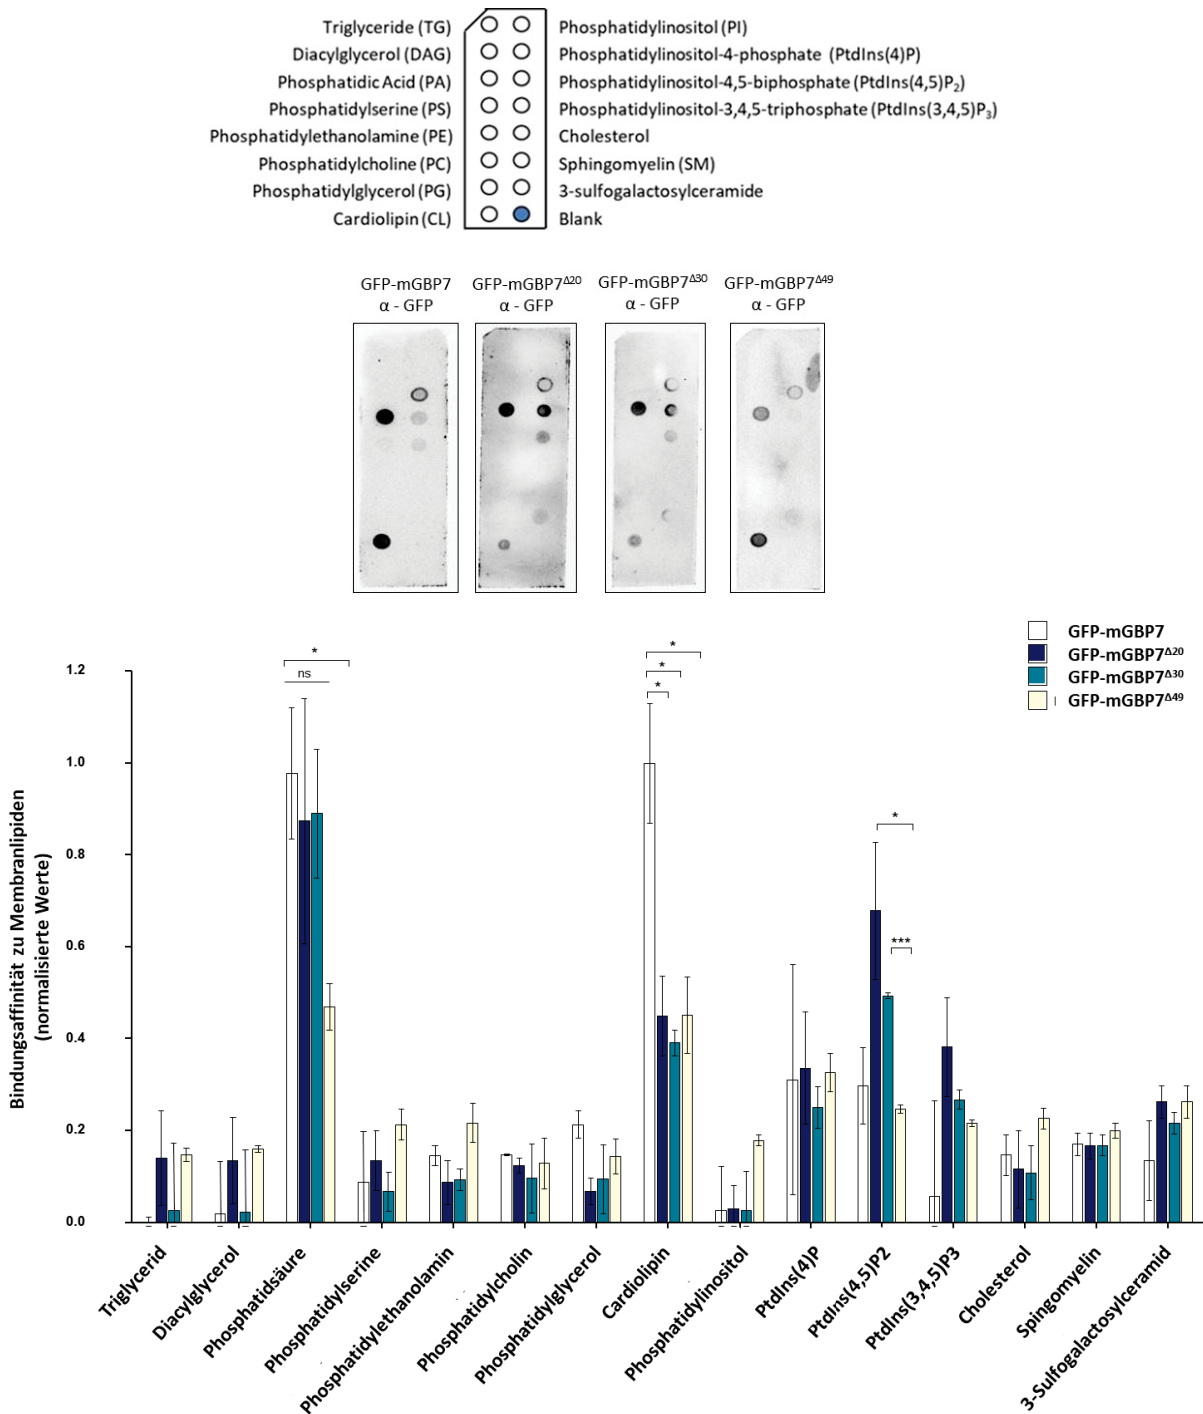 Triglyceride (TG) Phosphatidylinositol (PI)
Diacylglycerol (DAG) Phosphatidylinositol-4-phosphate (PtdIns(4)P)
Phosphatidic Acid (PA) Phosphatidylinositol-4,5-biphosphate (PtdIns(4,5)P2)
Phosphatidylserine (PS) Phosphatidylinositol-3,4,5-triphosphate (PtdIns(3,4,5)P3)
Phosphatidylethanolamine (PE) Cholesterol
Phosphatidylcholine (PC) Sphingomyelin (SM)
Phosphatidylglycerol (PG) 3-sulfogalactosylceramide
Cardiolipin (CL) Blank
GFP-mGBP7 GFP-mGBP7Δ20 GFP-mGBP7Δ30 GFP-mGBP7Δ49
α - GFP α - GFP α - GFP α - GFP
GFP-mGBP7
GFP-mGBP7Δ20
GFP-mGBP7Δ30
GFP-mGBP7Δ49
Bindungsaffinität zu Membranlipiden
(normalisierte Werte)
1.2
1.0
0.8
0.6
0.4
0.2
0.0
*
ns
*
*
*
*
***
Triglycerid
Diacylglycerol
Phosphatidsäure
Phosphatidylserine
Phosphatidylethanolamin
Phosphatidylcholin
Phosphatidylglycerol
Cardiolipin
Phosphatidylinositol
PtdIns(4)P
PtdIns(4,5)P2
PtdIns(3,4,5)P3
Cholesterol
Spingomyelin
3-Sulfogalactosylceramid